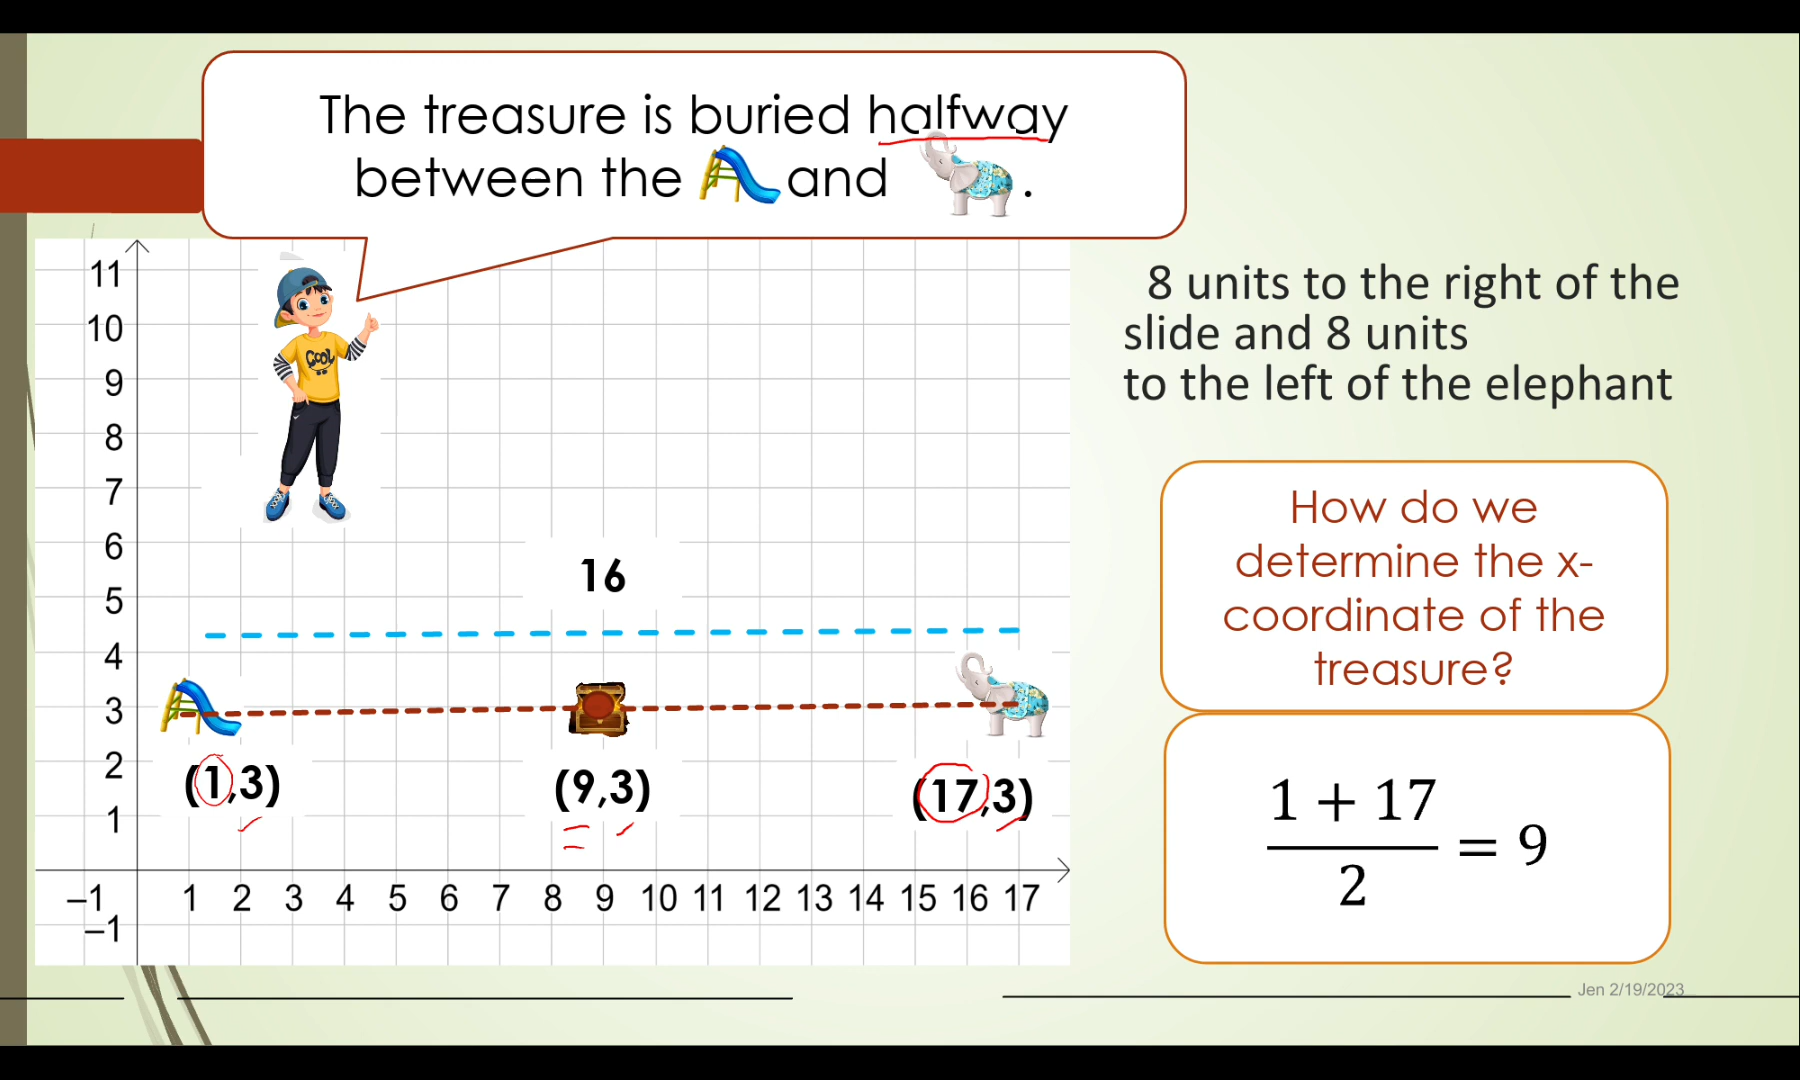 The treasure is buried halfway
between the and .
COOL
11
10
9
8
7
6
5
4
3
2
1
–1
16
(1,3)
(9,3)
(17,3)
–1 1 2 3 4 5 6 7 8 9 10 11 12 13 14 15 16 17
8 units to the right of the
slide and 8 units
to the left of the elephant
How do we
determine the x-
coordinate of the
treasure?
1 + 17
2
= 9
Jen 2/19/2023